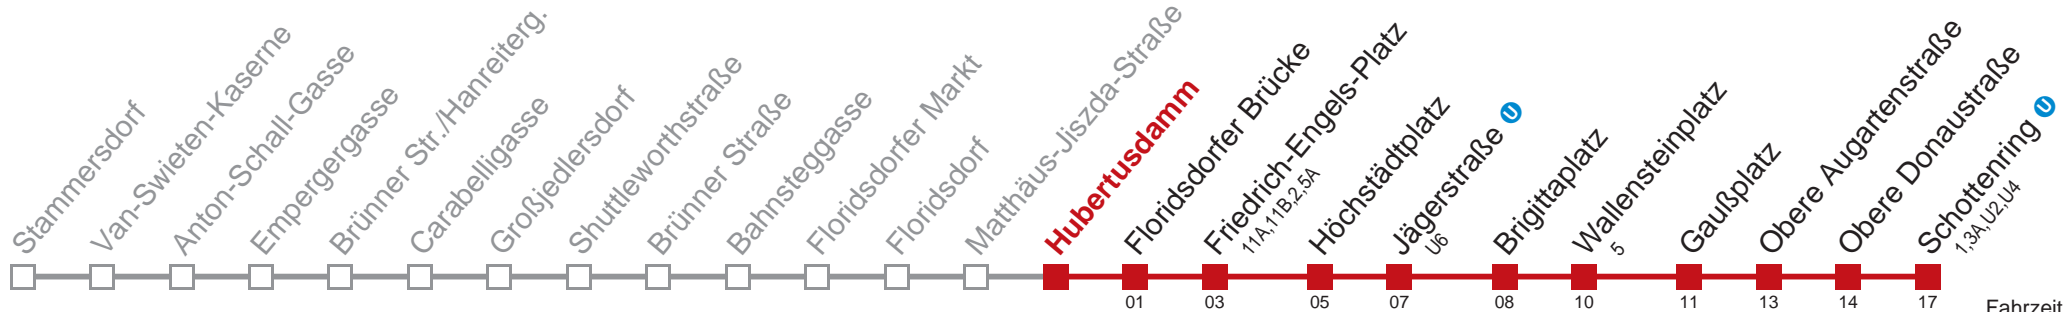 Stammersdorf
Van-Swieten-Kaserne
Anton-Schall-Gasse
Empergergasse
Brünner Str./Hanreiterg.
Carabelligasse
Großjedlersdorf
Shuttleworthstraße
Brünner Straße
Bahnsteggasse
Floridsdorfer Markt
Floridsdorf
Matthäus-Jiszda-Straße
Hubertusdamm
Floridsdorfer Brücke
Friedrich-Engels-Platz
11A,11B,2,5A
Höchstädtplatz
Jägerstraße U
U6
Brigittaplatz
Wallensteinplatz
5
Gaußplatz
Obere Augartenstraße
Obere Donaustraße
Schottenring U
1,3A,U2,U4
01 03 05 07 08 10 11 13 14 17
Fahrzeit